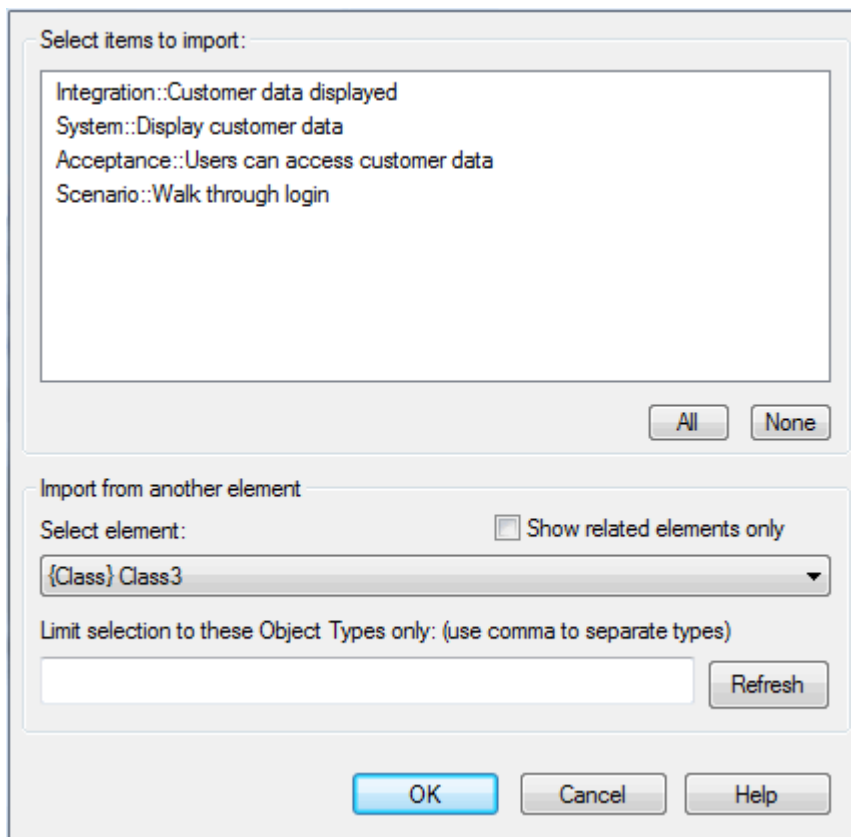 Select items to import:
Integration::Customer data displayed
System::Display customer data
Acceptance::Users can access customer data
Scenario::Walk through login
All None
Import from another element
Select element: Show related elements only
{Class} Class3
Limit selection to these Object Types only: (use comma to separate types)
Refresh
OK Cancel Help